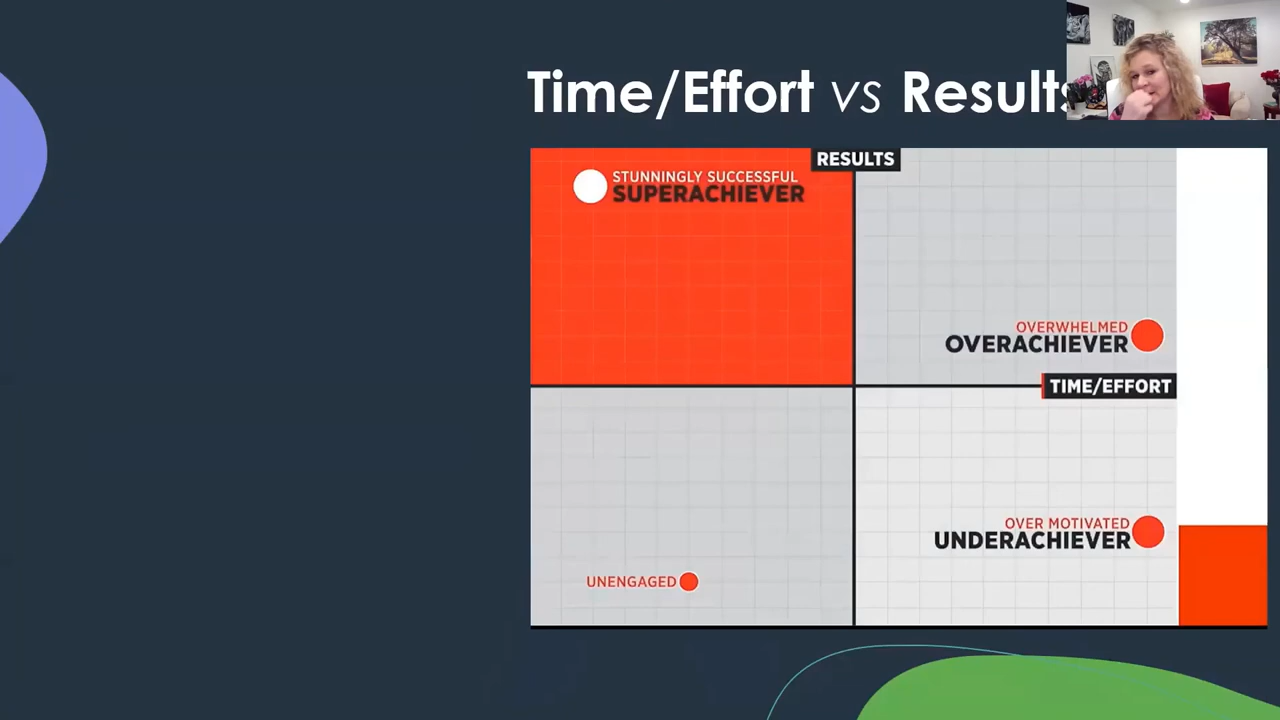 Time/Effort vs Results
RESULTS
STUNNINGLY SUCCESSFUL
SUPERACHIEVER
OVERWHELMED
OVERACHIEVER
TIME/EFFORT
OVER MOTIVATED
UNDERACHIEVER
UNENGAGED